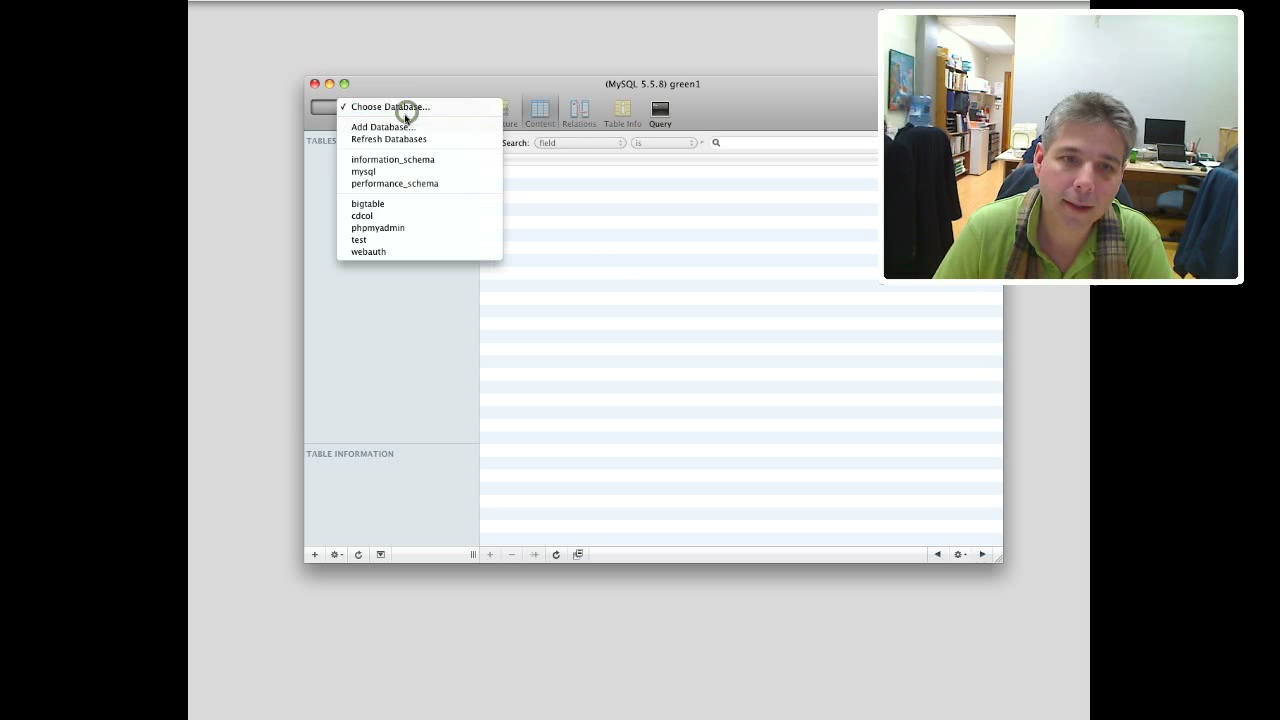 (MySQL 5.5.8) green1
✓ Choose Database...
Add Database...
Refresh Databases
information_schema
mysql
performance_schema
bigtable
cdcol
phpmyadmin
test
webauth
Content
Relations
Table Info
Query
TABLES
Search:
field
is
TABLE INFORMATION